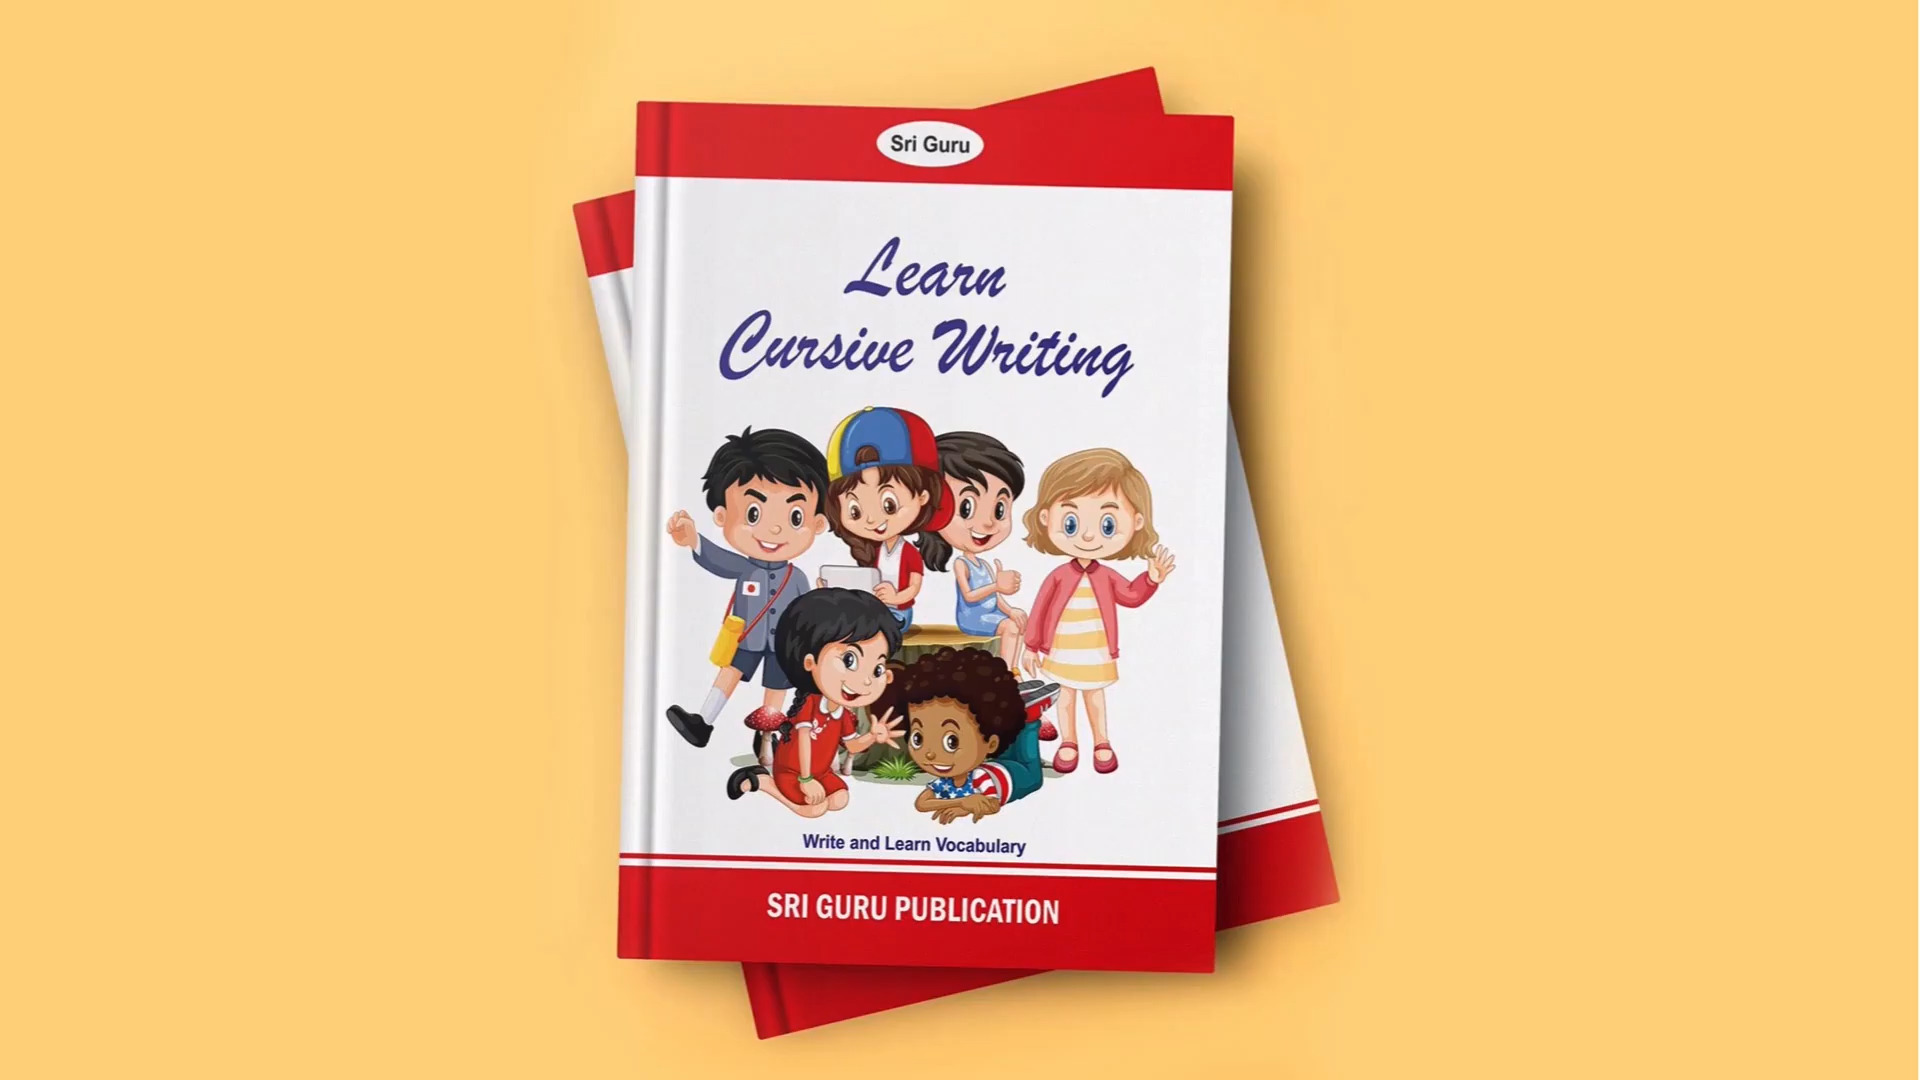 Sri Guru
Learn
Cursive Writing
Write and Learn Vocabulary
SRI GURU PUBLICATION